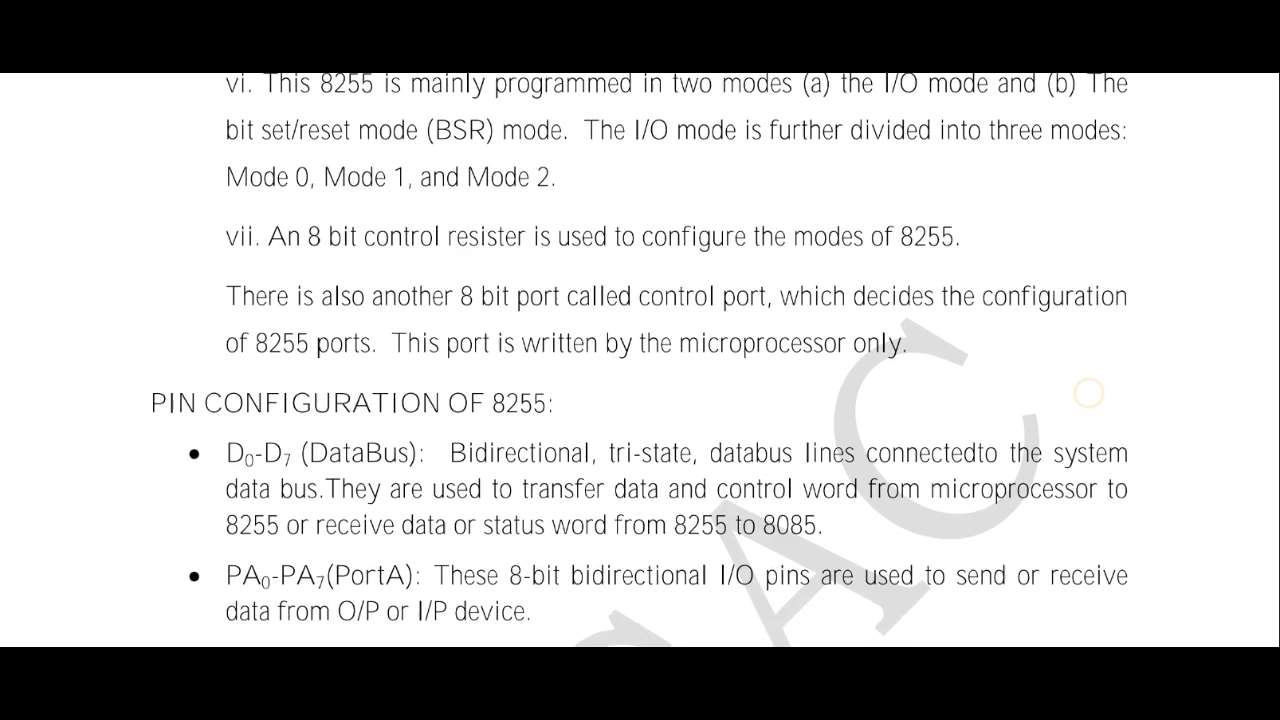 vi. This 8255 is mainly programmed in two modes (a) the I/O mode and (b) The
bit set/reset mode (BSR) mode. The I/O mode is further divided into three modes:
Mode 0, Mode 1, and Mode 2.
vii. An 8 bit control resister is used to configure the modes of 8255.
There is also another 8 bit port called control port, which decides the configuration
of 8255 ports. This port is written by the microprocessor only.
PIN CONFIGURATION OF 8255:
• D₀-D₇ (DataBus): Bidirectional, tri-state, databus lines connectedto the system
data bus.They are used to transfer data and control word from microprocessor to
8255 or receive data or status word from 8255 to 8085.
• PA₀-PA₇(PortA): These 8-bit bidirectional I/O pins are used to send or receive
data from O/P or I/P device.